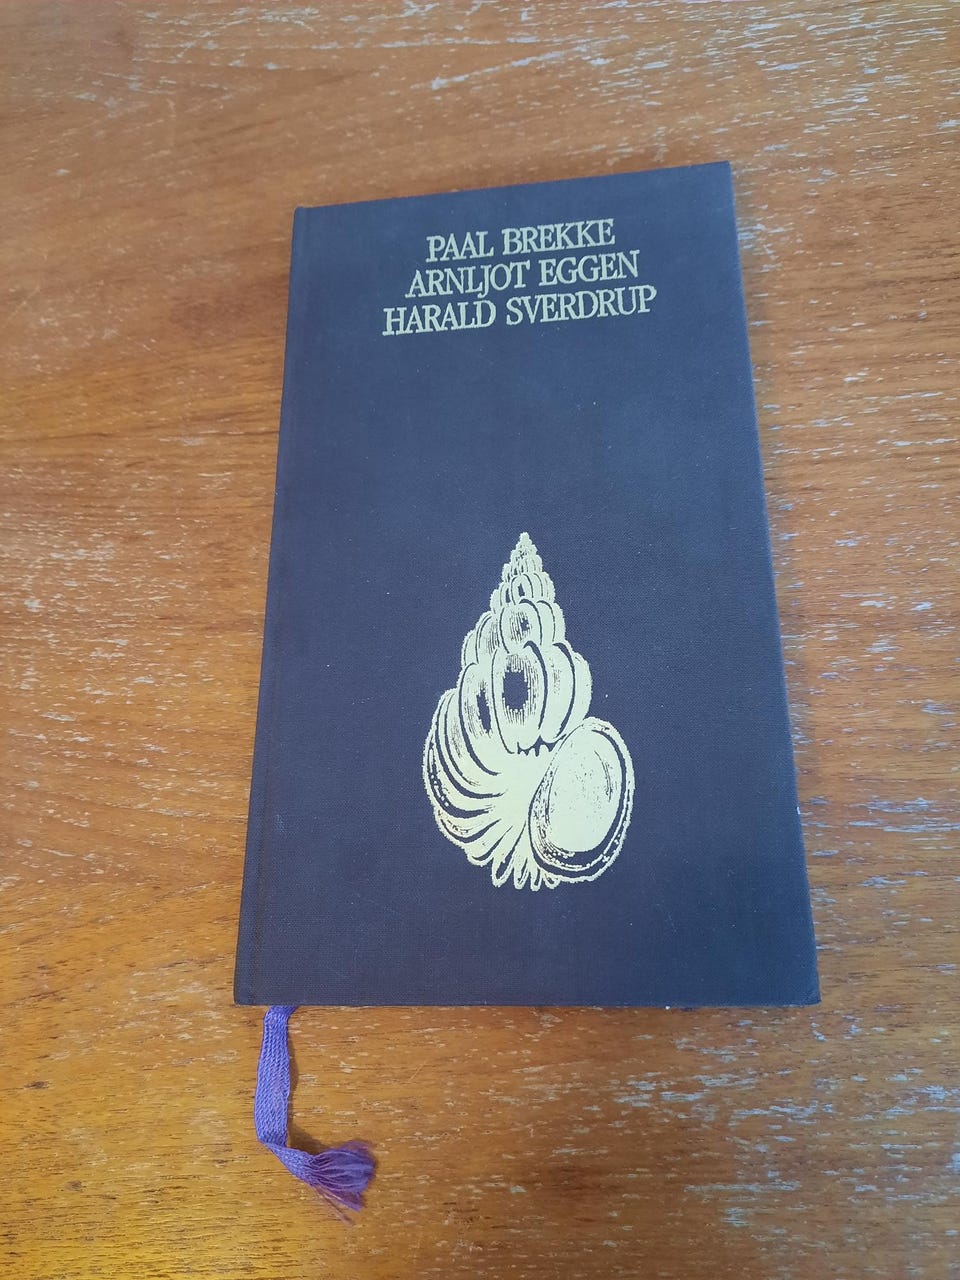 PAAL BREKKE
ARNLJOT EGGEN
HARALD SVERDRUP